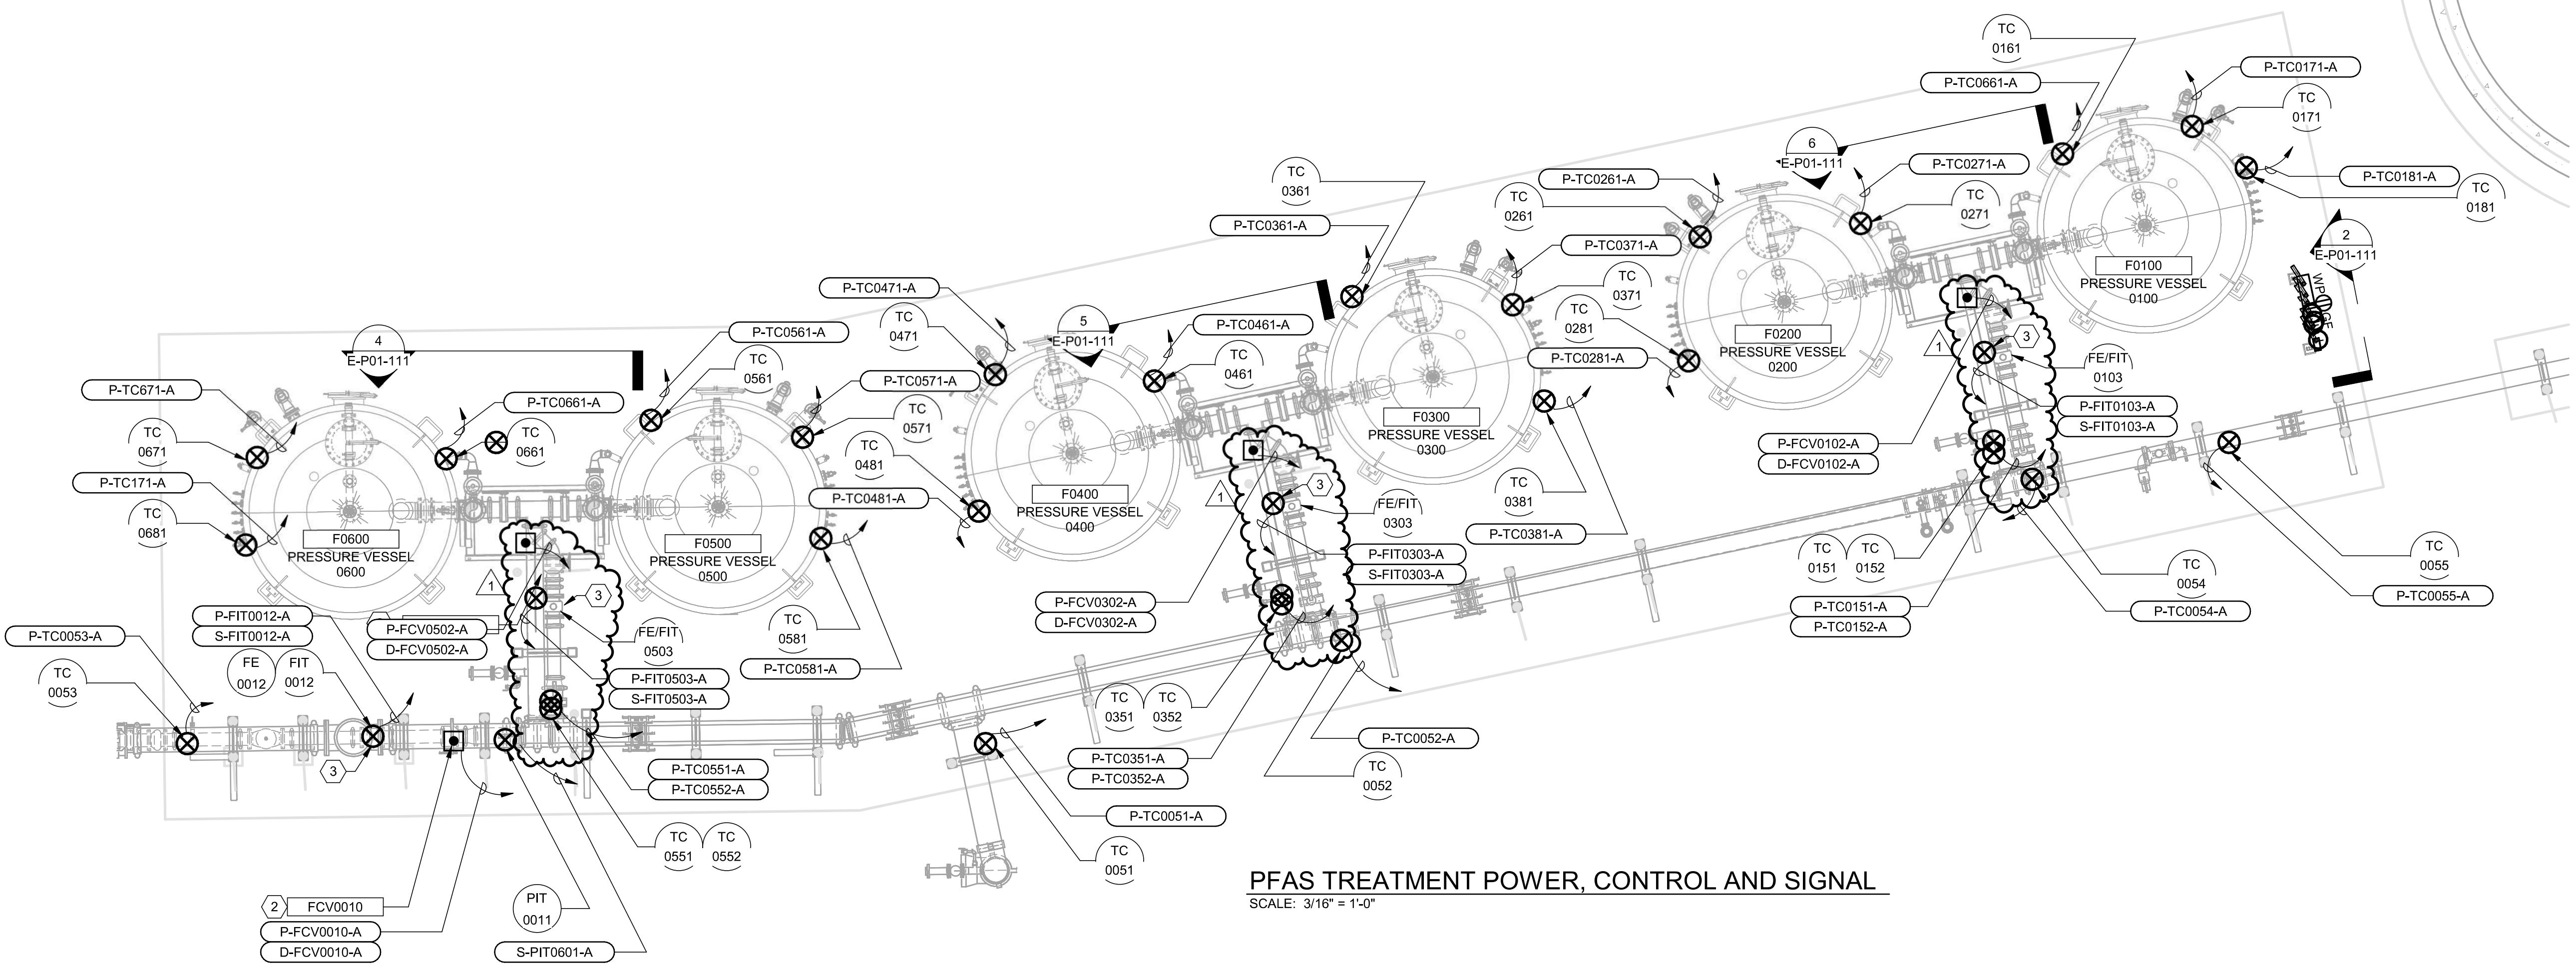 TC
0161
P-TC0661-A
P-TC0171-A
TC
0171
6
E-P01-111
P-TC0271-A
P-TC0181-A
TC
0181
TC
0271
TC
0361
P-TC0261-A
TC
0261
P-TC0361-A
P-TC0371-A
TC
0371
2
E-P01-111
F0100
PRESSURE VESSEL
0100
TC
0281
P-TC0281-A
F0200
PRESSURE VESSEL
0200
P-TC0471-A
TC
0471
5
E-P01-111
P-TC0461-A
TC
0461
P-TC0561-A
TC
0561
4
E-P01-111
P-TC0571-A
TC
0571
P-TC671-A
P-TC0661-A
TC
0671
TC
0661
P-TC171-A
TC
0681
TC
0481
P-TC0481-A
F0300
PRESSURE VESSEL
0300
F0400
PRESSURE VESSEL
0400
F0600
PRESSURE VESSEL
0600
F0500
PRESSURE VESSEL
0500
1
3
FE/FIT
0103
P-FIT0103-A
S-FIT0103-A
P-FCV0102-A
D-FCV0102-A
TC
0381
P-TC0381-A
1
3
FE/FIT
0303
P-FIT0303-A
S-FIT0303-A
P-FCV0302-A
D-FCV0302-A
TC
0151
TC
0152
P-TC0151-A
P-TC0152-A
TC
0054
P-TC0054-A
TC
0055
P-TC0055-A
1
3
P-FIT0012-A
S-FIT0012-A
P-FCV0502-A
D-FCV0502-A
FE/FIT
0503
P-FIT0503-A
S-FIT0503-A
TC
0581
P-TC0581-A
P-TC0053-A
TC
0053
FE
0012
FIT
0012
3
TC
0351
TC
0352
P-TC0351-A
P-TC0352-A
P-TC0052-A
TC
0052
P-TC0551-A
P-TC0552-A
TC
0551
TC
0552
P-TC0051-A
TC
0051
2
FCV0010
P-FCV0010-A
D-FCV0010-A
PIT
0011
S-PIT0601-A
PFAS TREATMENT POWER, CONTROL AND SIGNAL
SCALE: 3/16" = 1'-0"